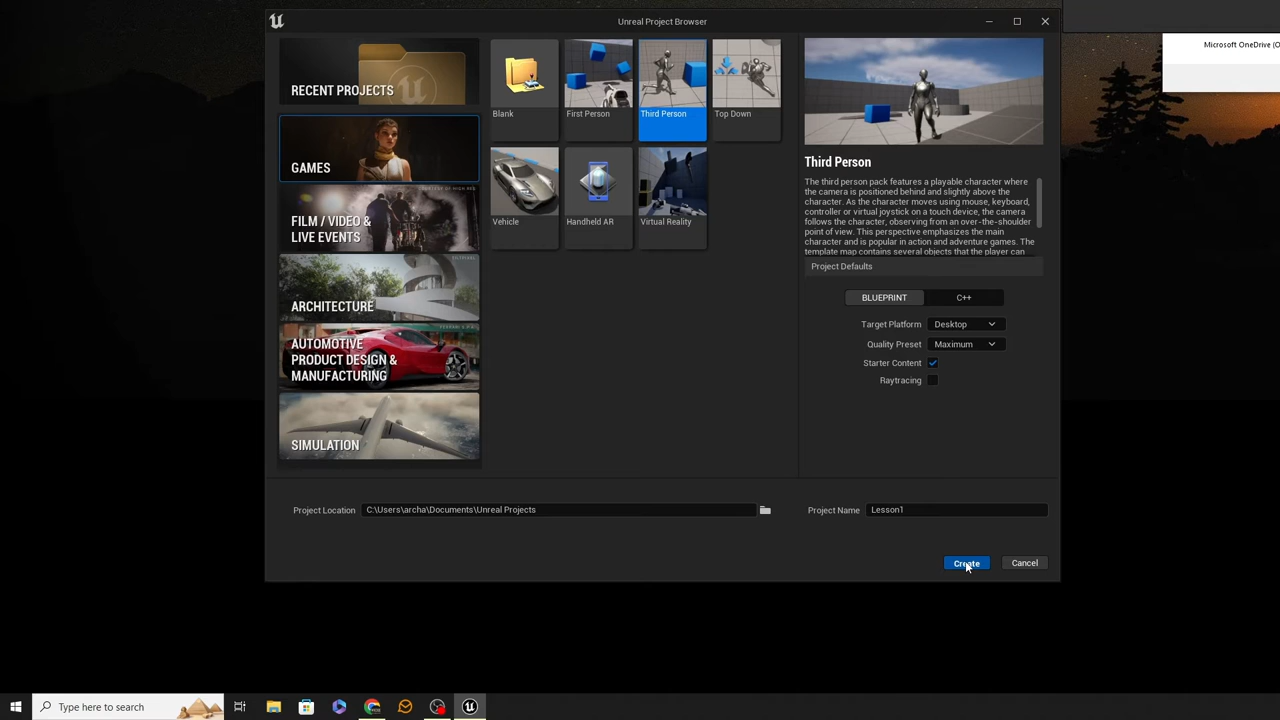 Unreal Project Browser
Microsoft OneDrive (O
RECENT PROJECTS
GAMES
FILM / VIDEO &
LIVE EVENTS
ARCHITECTURE
AUTOMOTIVE
PRODUCT DESIGN &
MANUFACTURING
SIMULATION
Blank
First Person
Third Person
Top Down
Vehicle
Handheld AR
Virtual Reality
Third Person
The third person pack features a playable character where
the camera is positioned behind and slightly above the
character. As the character moves using mouse, keyboard,
controller or virtual joystick on a touch device, the camera
follows the character, observing from an over-the-shoulder
point of view. This perspective emphasizes the main
character and is popular in action and adventure games. The
template map contains several objects that the player can
Project Defaults
BLUEPRINT
C++
Target Platform
Desktop
Quality Preset
Maximum
Starter Content
Raytracing
Project Location
C:\Users\archa\Documents\Unreal Projects
Project Name
Lesson1
Create
Cancel
Type here to search